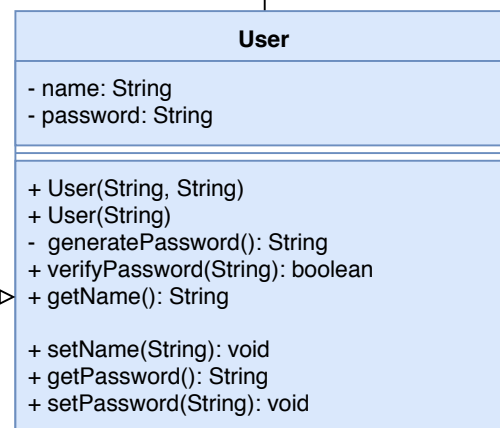 User
- name: String
- password: String
+ User(String, String)
+ User(String)
- generatePassword(): String
+ verifyPassword(String): boolean
+ getName(): String
+ setName(String): void
+ getPassword(): String
+ setPassword(String): void